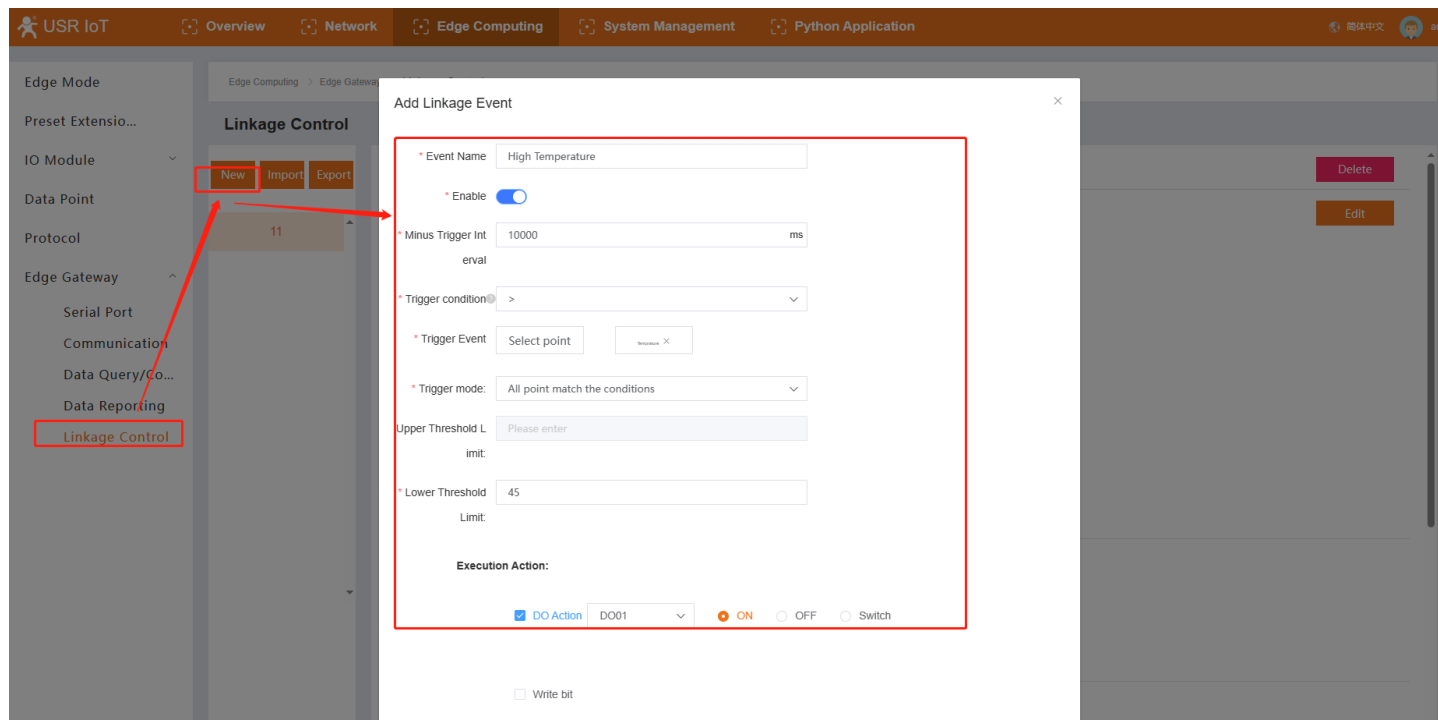 USR IoT
Overview
Network
Edge Computing
System Management
Python Application
简体中文
Edge Mode
Preset Extensio...
IO Module
Data Point
Protocol
Edge Gateway
Serial Port
Communication
Data Query/Co...
Data Reporting
Linkage Control
Edge Computing > Edge Gateway
Linkage Control
New
Import
Export
11
Delete
Edit
Add Linkage Event
×
* Event Name
High Temperature
* Enable
* Minus Trigger Int
erval
10000
ms
* Trigger condition
>
* Trigger Event
Select point
×
* Trigger mode:
All point match the conditions
Upper Threshold L
imit:
Please enter
* Lower Threshold
Limit:
45
Execution Action:
DO Action
DO01
ON
OFF
Switch
Write bit